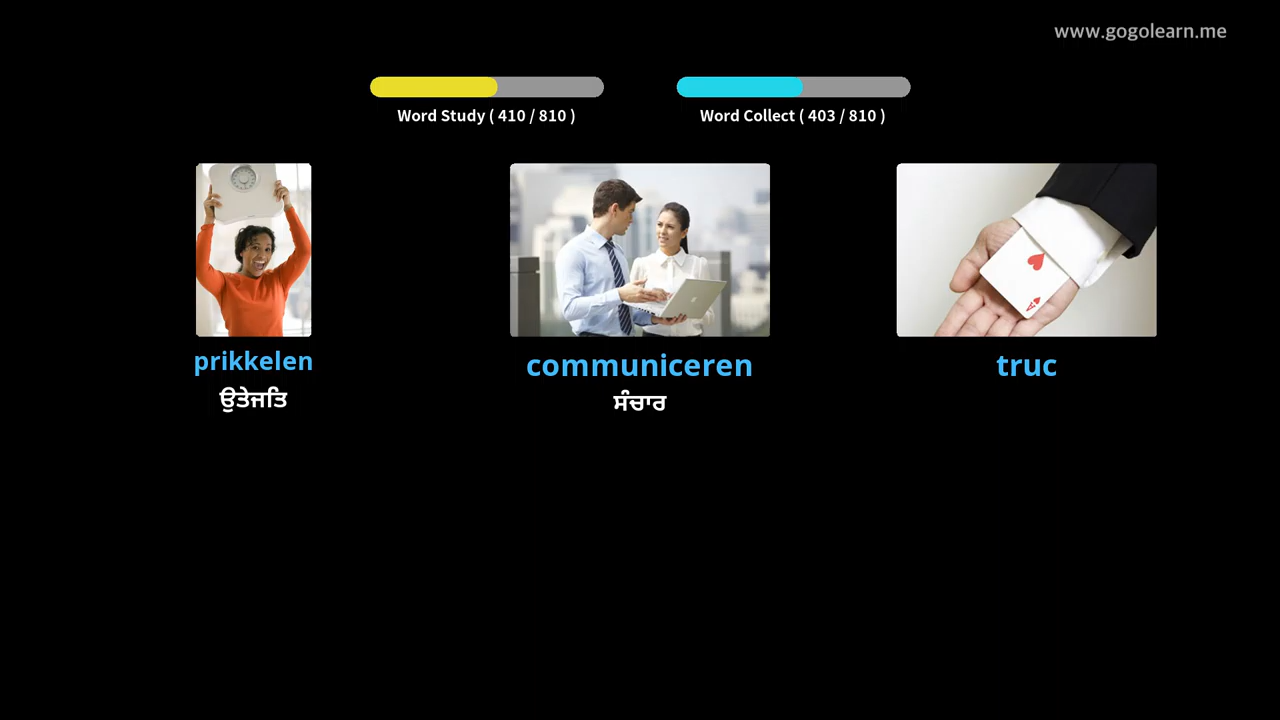 www.gogolearn.me
Word Study ( 410 / 810 )
Word Collect ( 403 / 810 )
prikkelen
ਉਤੇਜਤਿ
communiceren
ਸੰਚਾਰ
truc